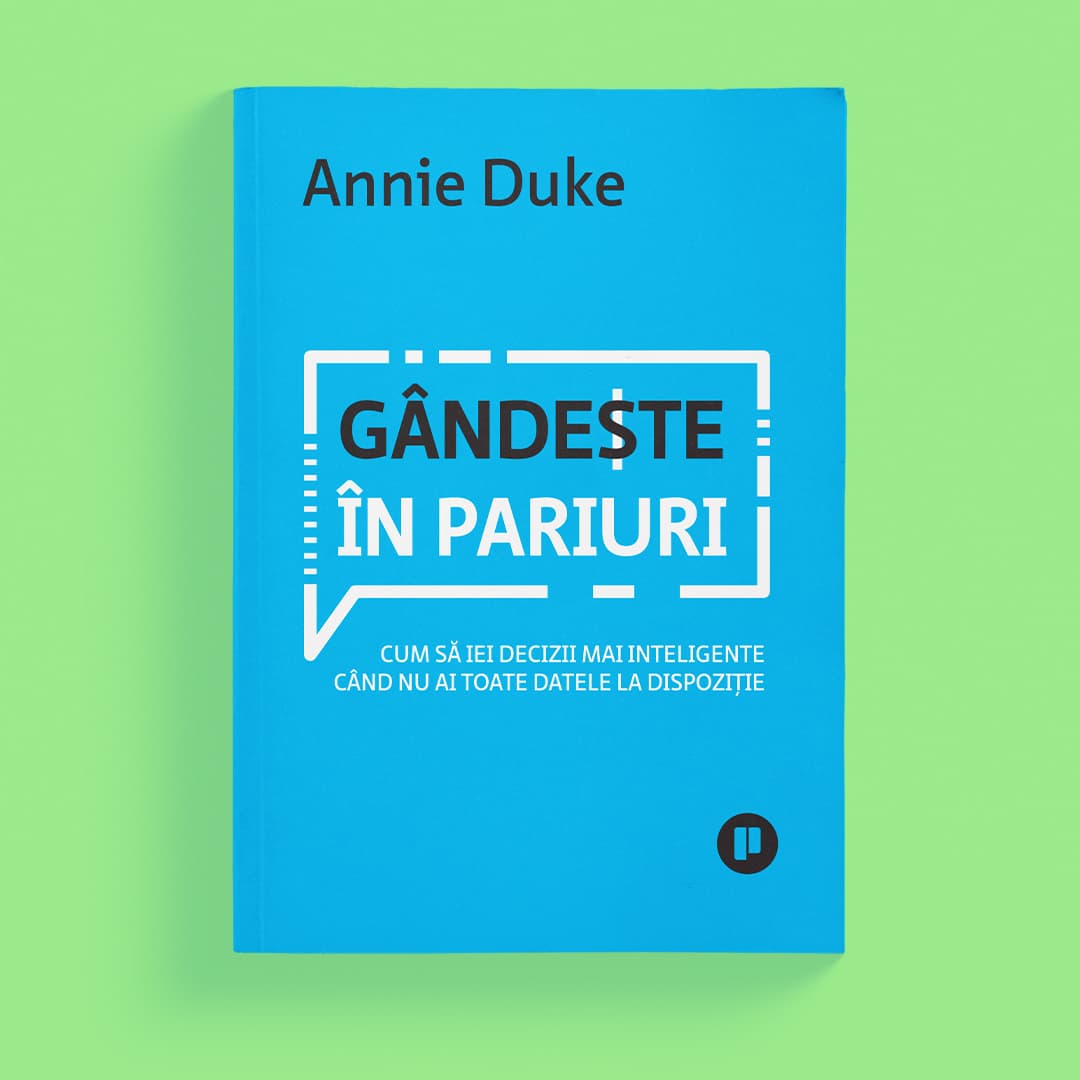 Annie Duke
GÂNDEȘTE
ÎN PARIURI
CUM SĂ IEI DECIZII MAI INTELIGENTE
CÂND NU AI TOATE DATELE LA DISPOZIȚIE